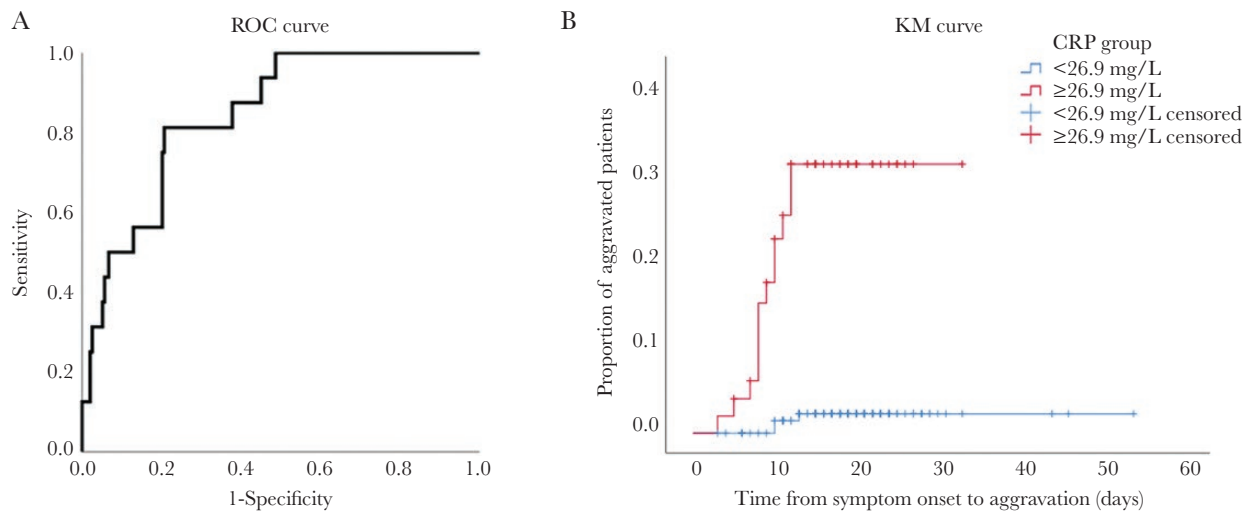 A
ROC curve
1.0
0.8
0.6
0.4
0.2
0.0
Sensitivity
0.0 0.2 0.4 0.6 0.8 1.0
1-Specificity
B
KM curve
CRP group
<26.9 mg/L
≥26.9 mg/L
<26.9 mg/L censored
≥26.9 mg/L censored
0.4
0.3
0.2
0.1
0.0
Proportion of aggravated patients
0 10 20 30 40 50 60
Time from symptom onset to aggravation (days)